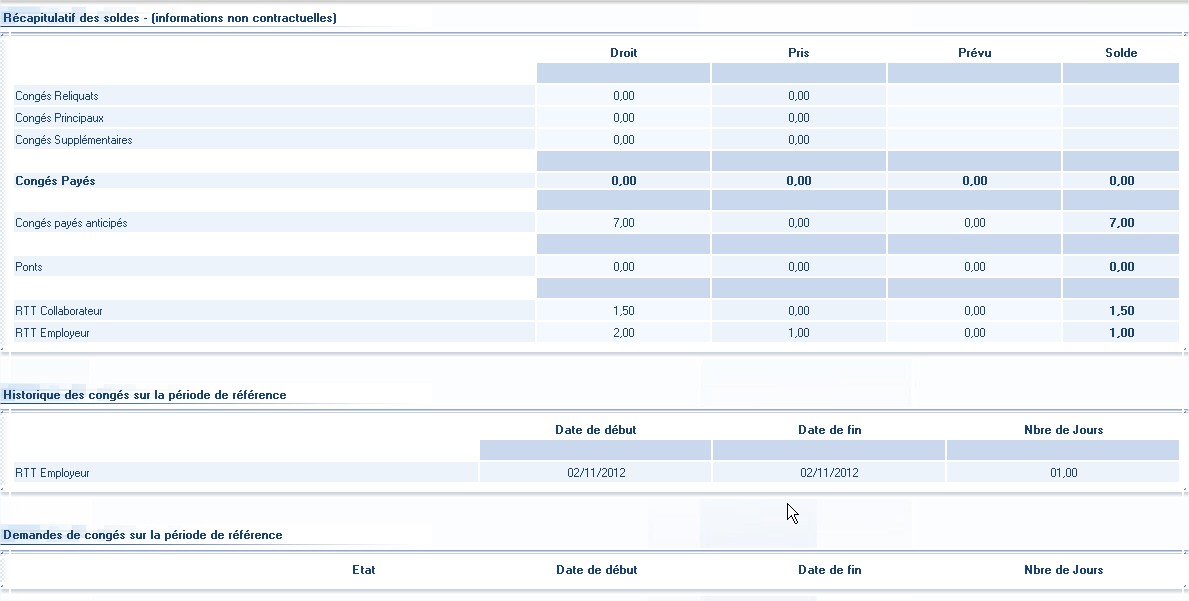 Récapitulatif des soldes - (informations non contractuelles)
Droit Pris Prévu Solde
Congés Reliquats 0,00 0,00
Congés Principaux 0,00 0,00
Congés Supplémentaires 0,00 0,00
Congés Payés 0,00 0,00 0,00 0,00
Congés payés anticipés 7,00 0,00 0,00 7,00
Ponts 0,00 0,00 0,00 0,00
RTT Collaborateur 1,50 0,00 0,00 1,50
RTT Employeur 2,00 1,00 0,00 1,00
Historique des congés sur la période de référence
Date de début Date de fin Nbre de Jours
RTT Employeur 02/11/2012 02/11/2012 01,00
Demandes de congés sur la période de référence
Etat Date de début Date de fin Nbre de Jours